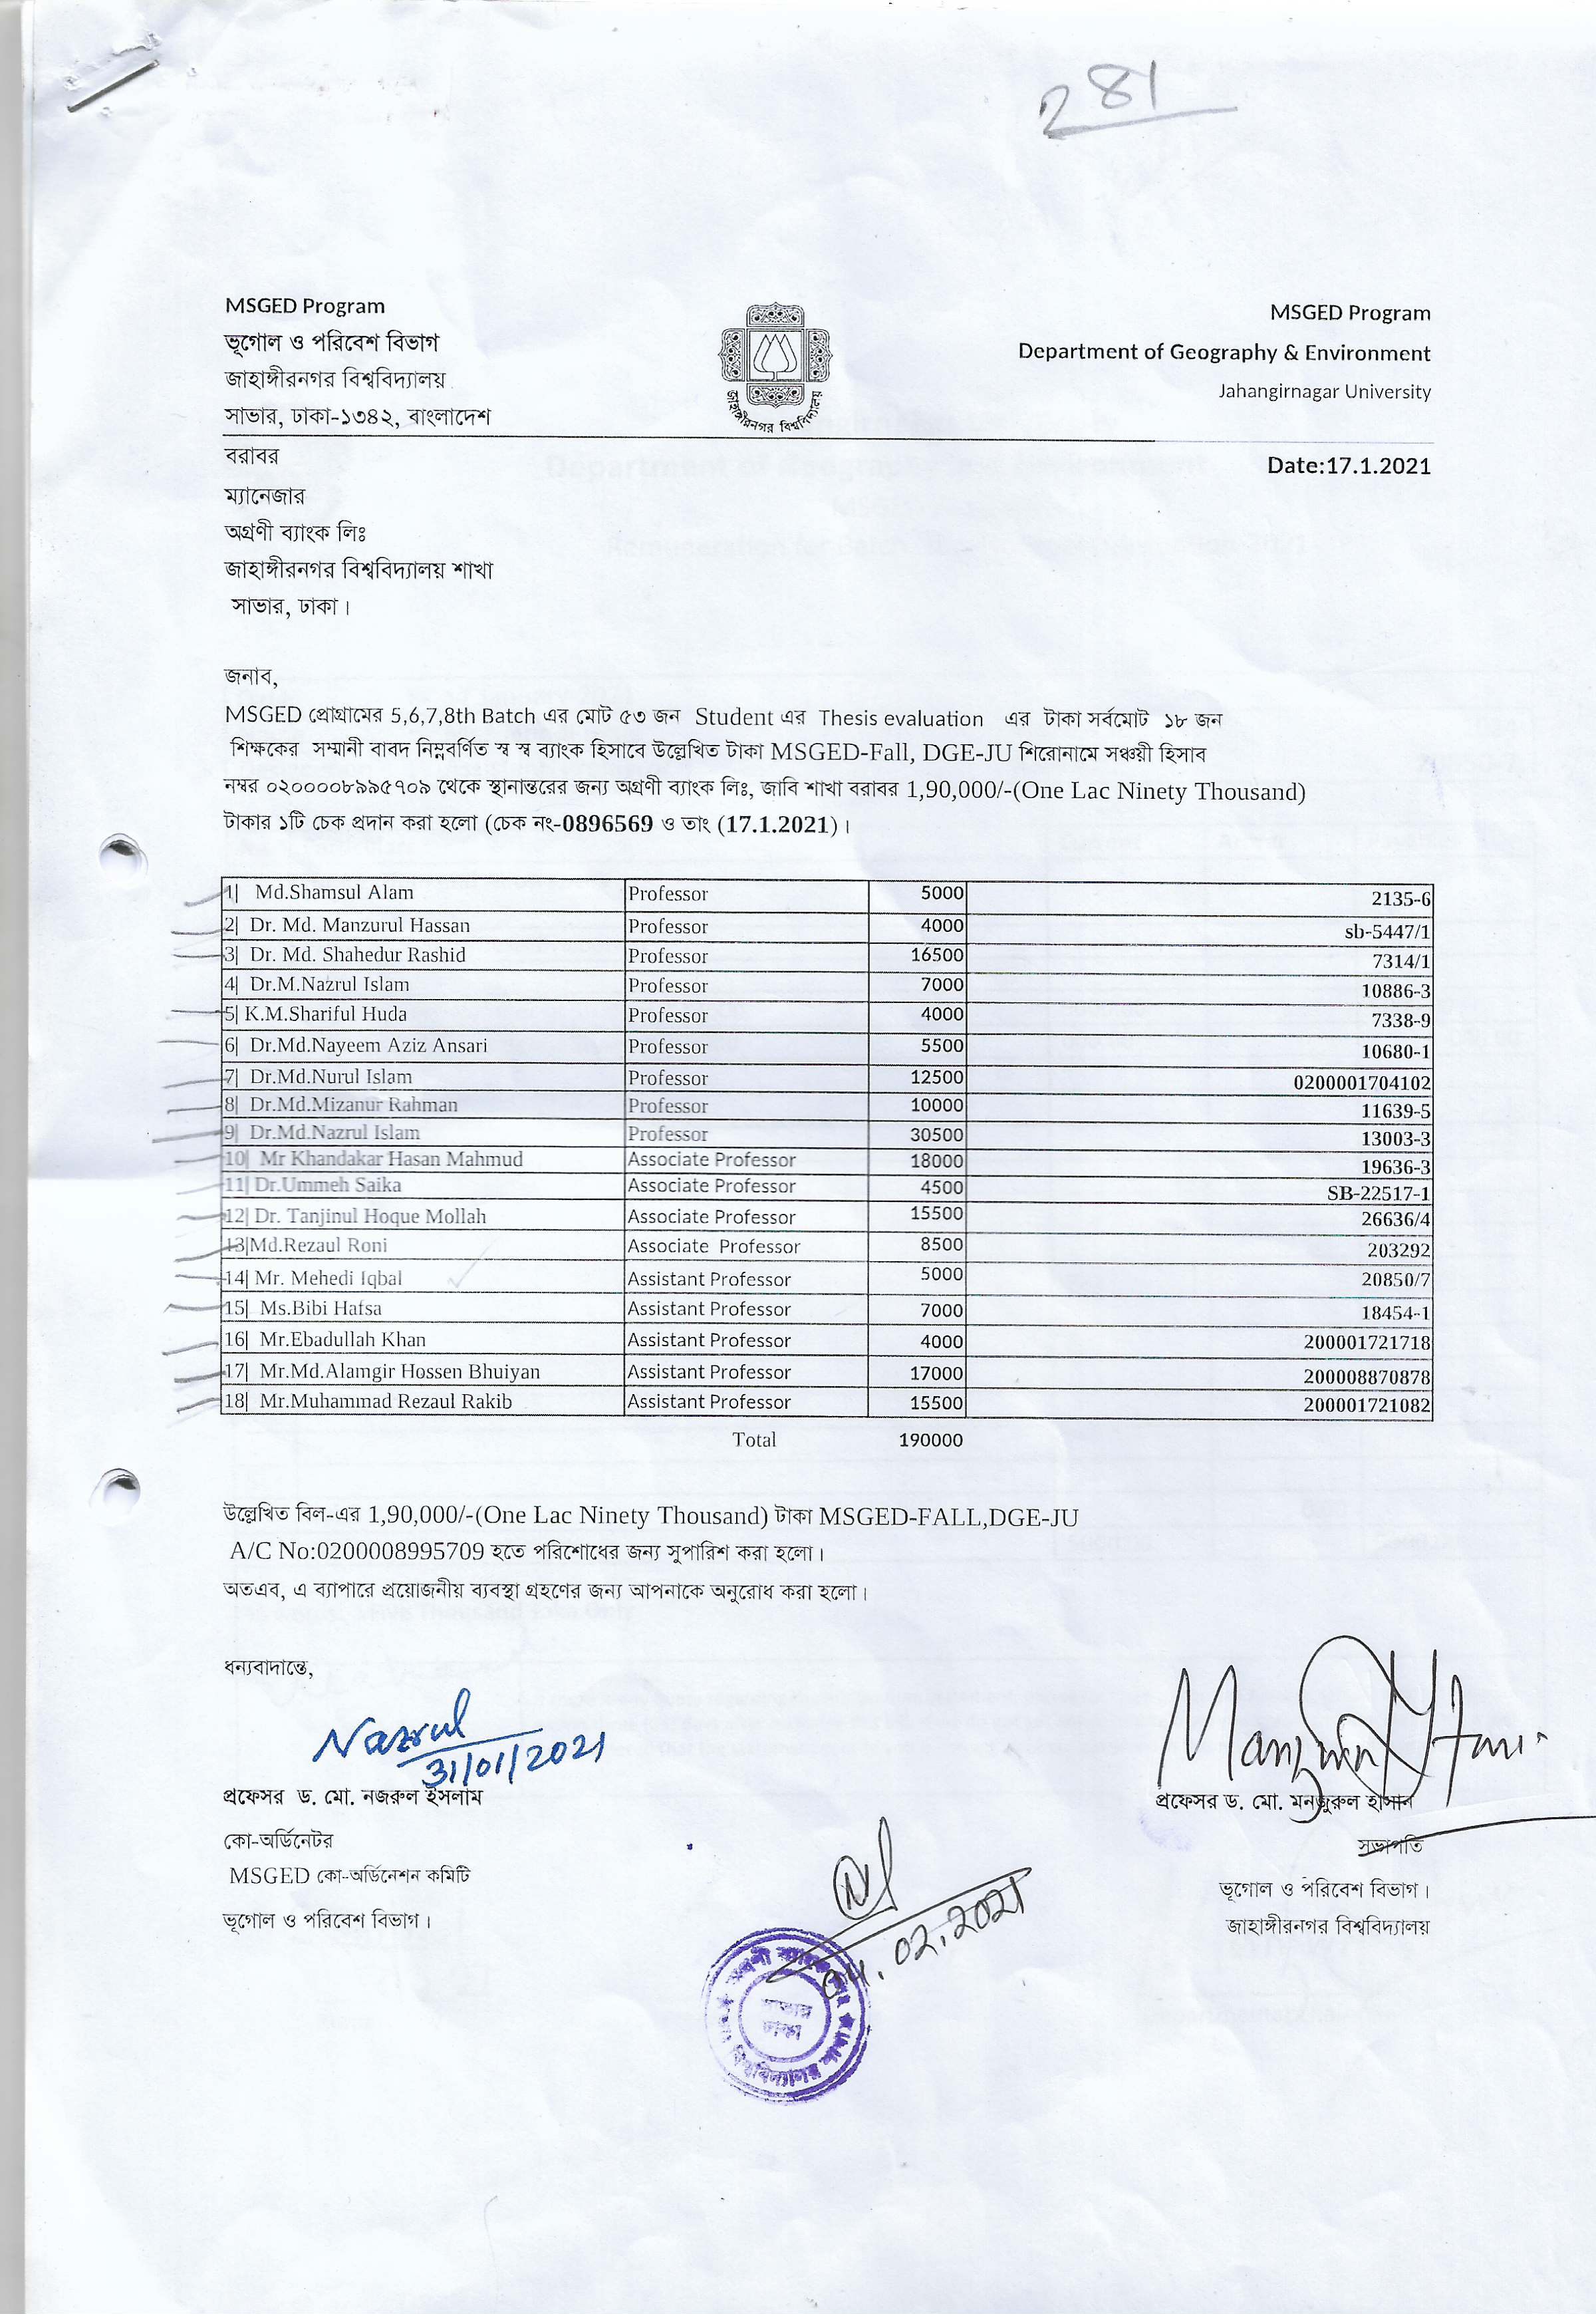 281
MSGED Program
ভূগোল ও পরিবেশ বিভাগ
জাহাঙ্গীরনগর বিশ্ববিদ্যালয়
সাভার, ঢাকা-১৩৪২, বাংলাদেশ
জাহাঙ্গীরনগর বিশ্ববিদ্যালয়
MSGED Program
Department of Geography & Environment
Jahangirnagar University
বরাবর
Date:17.1.2021
ম্যানেজার
অগ্রণী ব্যাংক লিঃ
জাহাঙ্গীরনগর বিশ্ববিদ্যালয় শাখা
সাভার, ঢাকা।
জনাব,
MSGED প্রোগ্রামের 5,6,7,8th Batch এর মোট ৫৩ জন Student এর Thesis evaluation এর টাকা সর্বমোট ১৮ জন
শিক্ষকের সম্মানী বাবদ নিম্নবর্ণিত স্ব স্ব ব্যাংক হিসাবে উল্লেখিত টাকা MSGED-Fall, DGE-JU শিরোনামে সঞ্চয়ী হিসাব
নম্বর ০২০০০০৮৯৯৫৭০৯ থেকে স্থানান্তরের জন্য অগ্রণী ব্যাংক লিঃ, জাবি শাখা বরাবর 1,90,000/-(One Lac Ninety Thousand)
টাকার ১টি চেক প্রদান করা হলো (চেক নং-0896569 ও তাং (17.1.2021)।
1| Md.Shamsul Alam Professor 5000 2135-6
2| Dr. Md. Manzurul Hassan Professor 4000 sb-5447/1
3| Dr. Md. Shahedur Rashid Professor 16500 7314/1
4| Dr.M.Nazrul Islam Professor 7000 10886-3
5| K.M.Shariful Huda Professor 4000 7338-9
6| Dr.Md.Nayeem Aziz Ansari Professor 5500 10680-1
7| Dr.Md.Nurul Islam Professor 12500 0200001704102
8| Dr.Md.Mizanur Rahman Professor 10000 11639-5
9| Dr.Md.Nazrul Islam Professor 30500 13003-3
10| Mr Khandakar Hasan Mahmud Associate Professor 18000 19636-3
11| Dr.Ummeh Saika Associate Professor 4500 SB-22517-1
12| Dr. Tanjinul Hoque Mollah Associate Professor 15500 26636/4
13|Md.Rezaul Roni Associate Professor 8500 203292
14| Mr. Mehedi Iqbal Assistant Professor 5000 20850/7
15| Ms.Bibi Hafsa Assistant Professor 7000 18454-1
16| Mr.Ebadullah Khan Assistant Professor 4000 200001721718
17| Mr.Md.Alamgir Hossen Bhuiyan Assistant Professor 17000 200008870878
18| Mr.Muhammad Rezaul Rakib Assistant Professor 15500 200001721082
Total 190000
উল্লেখিত বিল-এর 1,90,000/-(One Lac Ninety Thousand) টাকা MSGED-FALL,DGE-JU
A/C No:0200008995709 হতে পরিশোধের জন্য সুপারিশ করা হলো।
অতএব, এ ব্যাপারে প্রয়োজনীয় ব্যবস্থা গ্রহণের জন্য আপনাকে অনুরোধ করা হলো।
ধন্যবাদান্তে,
Nazrul
31/01/2021
প্রফেসর ড. মো. নজরুল ইসলাম
কো-অর্ডিনেটর
MSGED কো-অর্ডিনেশন কমিটি
ভূগোল ও পরিবেশ বিভাগ।
প্রফেসর ড. মো. মনজুরুল হাসান
সভাপতি
ভূগোল ও পরিবেশ বিভাগ।
জাহাঙ্গীরনগর বিশ্ববিদ্যালয়
02.2021
সাভার
ঢাকা